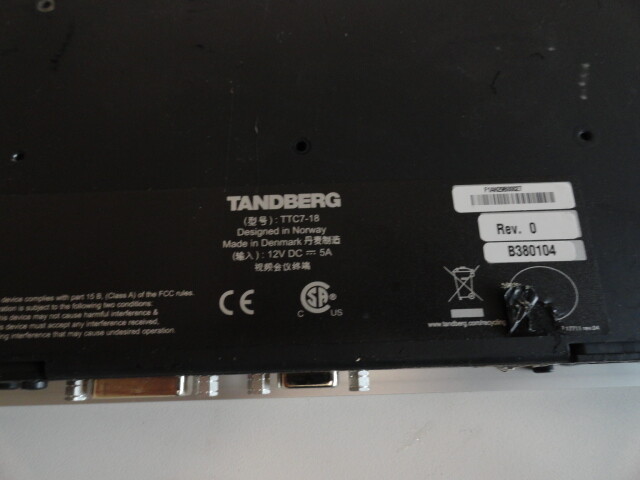 TANDBERG
(型号) : TTC7-18
Designed in Norway
Made in Denmark 丹麦制造
(输入) : 12V DC ⎓ 5A
视频会议终端
device complies with part 15 B, (Class A) of the FCC rules.
ation is subject to the following two conditions
device may not cause harmful interference &
s device must accept any interference received,
ding interference that may cause undesired operation.
CE
SA
C US
Rev. 0
B380104
www.tandberg.com/recycling